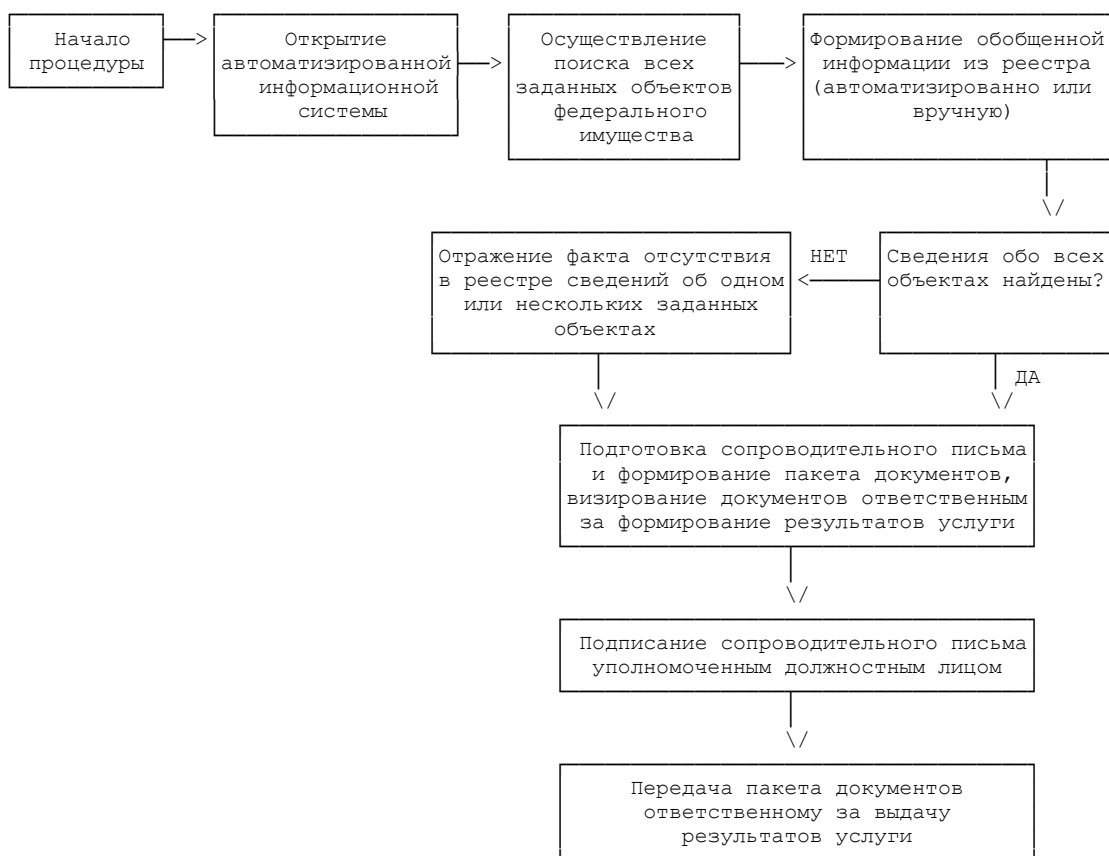 Начало
процедуры
Открытие
автоматизированной
информационной
системы
Осуществление
поиска всех
заданных объектов
федерального
имущества
Формирование обобщенной
информации из реестра
(автоматизированно или
вручную)
Сведения обо всех
объектах найдены?
НЕТ
Отражение факта отсутствия
в реестре сведений об одном
или нескольких заданных
объектах
ДА
Подготовка сопроводительного письма
и формирование пакета документов,
визирование документов ответственным
за формирование результатов услуги
Подписание сопроводительного письма
уполномоченным должностным лицом
Передача пакета документов
ответственному за выдачу
результатов услуги